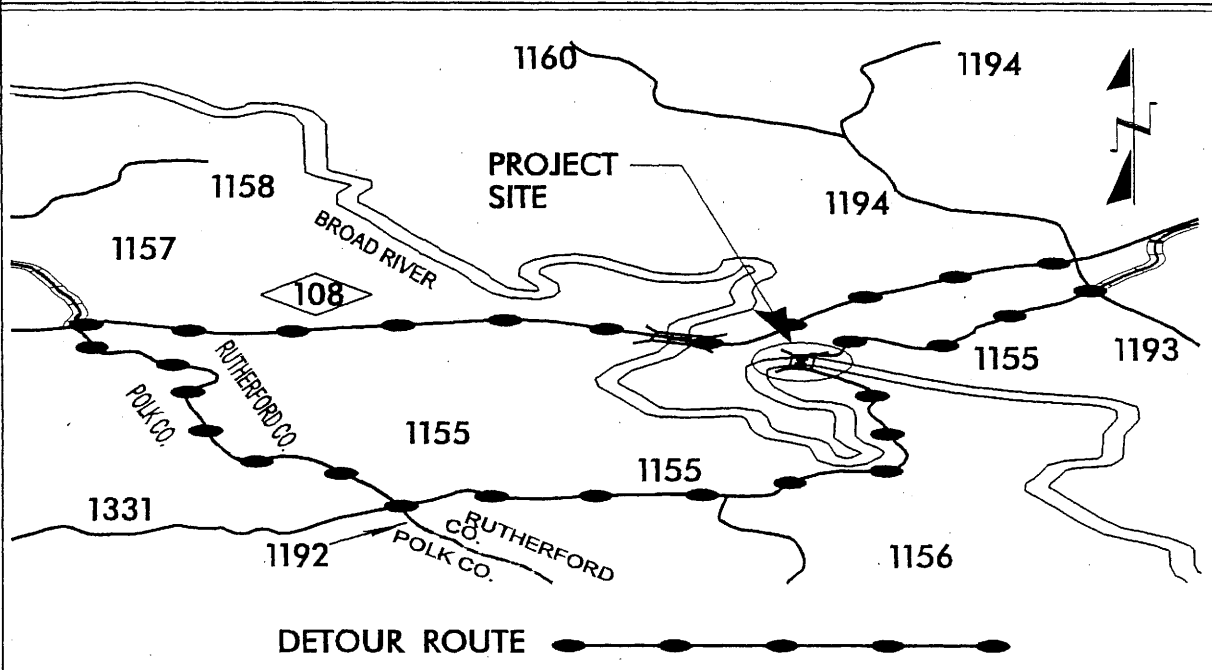 1160
1194
PROJECT
SITE
1158
1194
1157
BROAD RIVER
108
N
RUTHERFORD CO.
POLK CO.
1155
1193
1155
1155
1331
1192
RUTHERFORD
CO.
POLK CO.
1156
DETOUR ROUTE